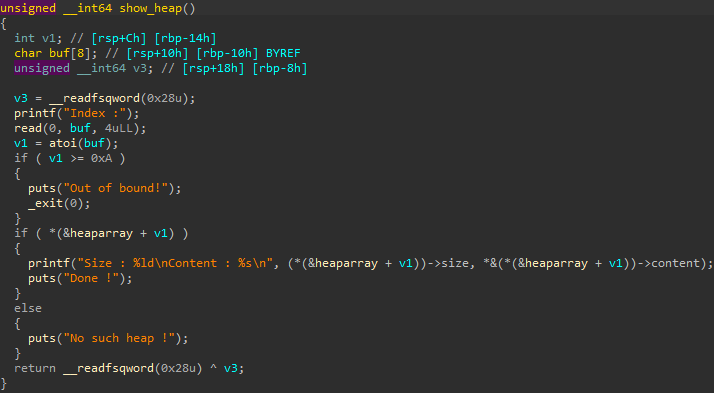 unsigned __int64 show_heap()
{
  int v1; // [rsp+Ch] [rbp-14h]
  char buf[8]; // [rsp+10h] [rbp-10h] BYREF
  unsigned __int64 v3; // [rsp+18h] [rbp-8h]

  v3 = __readfsqword(0x28u);
  printf("Index :");
  read(0, buf, 4uLL);
  v1 = atoi(buf);
  if ( v1 >= 0xA )
  {
    puts("Out of bound!");
    _exit(0);
  }
  if ( *(&heaparray + v1) )
  {
    printf("Size : %ld\nContent : %s\n", (*(&heaparray + v1))->size, *&(*(&heaparray + v1))->content);
    puts("Done !");
  }
  else
  {
    puts("No such heap !");
  }
  return __readfsqword(0x28u) ^ v3;
}